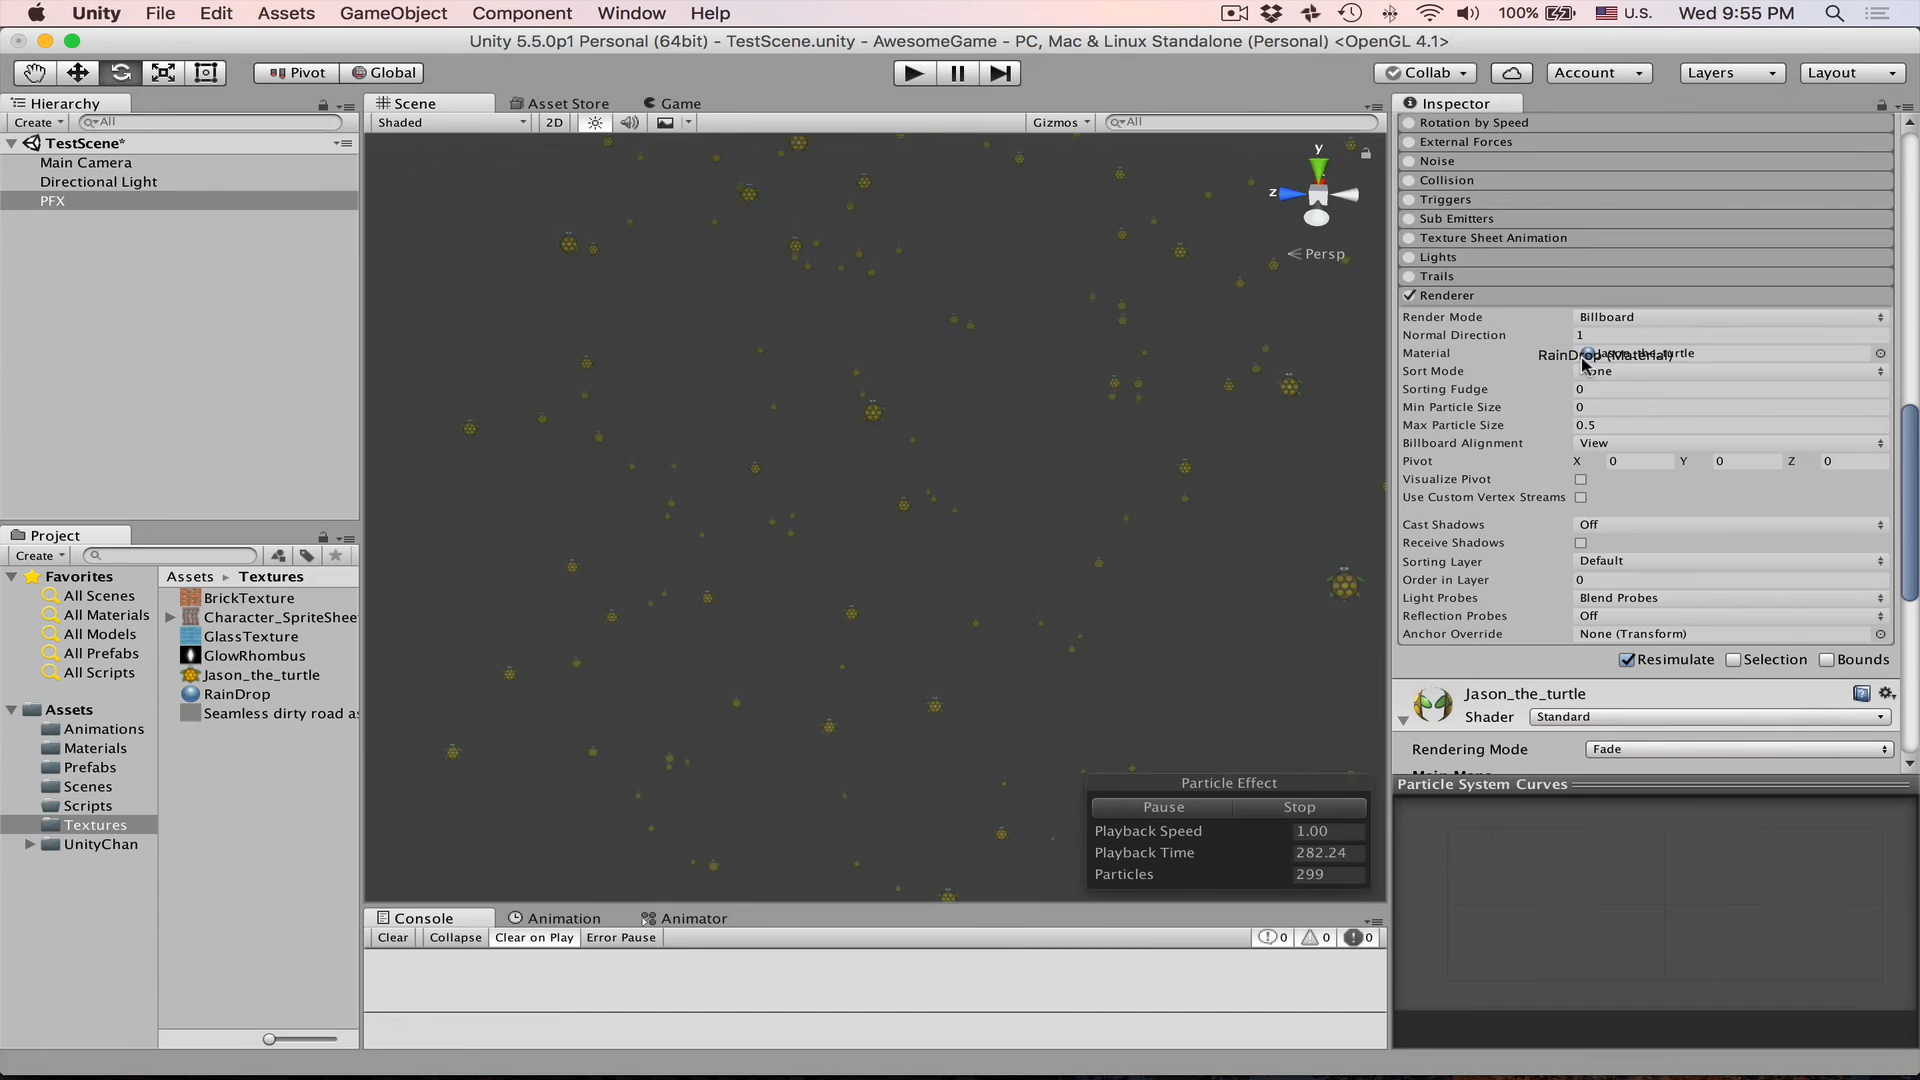 Unity File Edit Assets GameObject Component Window Help 100% U.S. Wed 9:55 PM
Unity 5.5.0p1 Personal (64bit) - TestScene.unity - AwesomeGame - PC, Mac & Linux Standalone (Personal) <OpenGL 4.1>
Pivot Global Collab Account Layers Layout
Hierarchy
Create All
TestScene*
Main Camera
Directional Light
PFX
Scene Asset Store Game
Shaded 2D Gizmos All
y
z
Persp
Particle Effect
Pause Stop
Playback Speed 1.00
Playback Time 282.24
Particles 299
Project
Create
Favorites
All Scenes
All Materials
All Models
All Prefabs
All Scripts
Assets
Animations
Materials
Prefabs
Scenes
Scripts
Textures
UnityChan
Assets Textures
BrickTexture
Character_SpriteShee
GlassTexture
GlowRhombus
Jason_the_turtle
RainDrop
Seamless dirty road as
Console Animation Animator
Clear Collapse Clear on Play Error Pause 0 0 0
Inspector
Rotation by Speed
External Forces
Noise
Collision
Triggers
Sub Emitters
Texture Sheet Animation
Lights
Trails
Renderer
Render Mode Billboard
Normal Direction 1
Material Jason_the_turtle
RainDrop (Material)
Sort Mode None
Sorting Fudge 0
Min Particle Size 0
Max Particle Size 0.5
Billboard Alignment View
Pivot X 0 Y 0 Z 0
Visualize Pivot
Use Custom Vertex Streams
Cast Shadows Off
Receive Shadows
Sorting Layer Default
Order in Layer 0
Light Probes Blend Probes
Reflection Probes Off
Anchor Override None (Transform)
Resimulate Selection Bounds
Jason_the_turtle
Shader Standard
Rendering Mode Fade
Particle System Curves